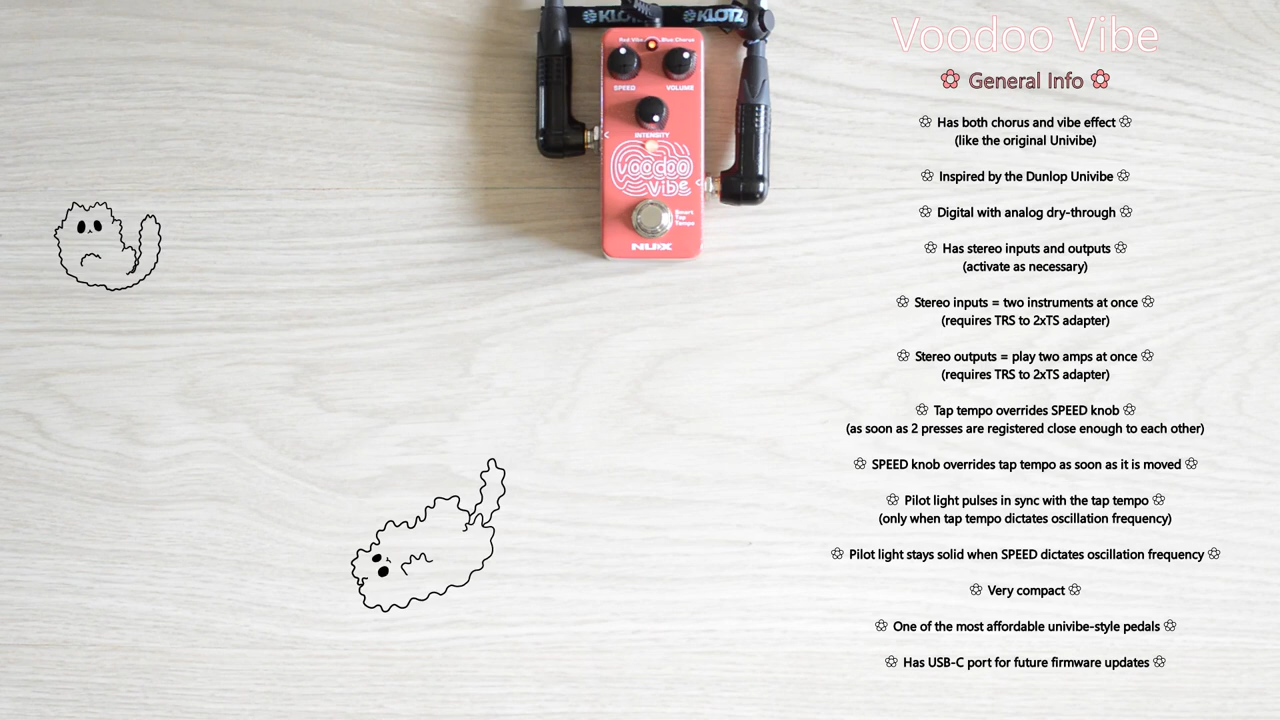 KLOTZ
KLOTZ
Red Vibe
Blue Chorus
SPEED
VOLUME
INTENSITY
voodoo
vibe
Smart
Tap
Tempo
NUX
Voodoo Vibe
General Info
Has both chorus and vibe effect
(like the original Univibe)
Inspired by the Dunlop Univibe
Digital with analog dry-through
Has stereo inputs and outputs
(activate as necessary)
Stereo inputs = two instruments at once
(requires TRS to 2xTS adapter)
Stereo outputs = play two amps at once
(requires TRS to 2xTS adapter)
Tap tempo overrides SPEED knob
(as soon as 2 presses are registered close enough to each other)
SPEED knob overrides tap tempo as soon as it is moved
Pilot light pulses in sync with the tap tempo
(only when tap tempo dictates oscillation frequency)
Pilot light stays solid when SPEED dictates oscillation frequency
Very compact
One of the most affordable univibe-style pedals
Has USB-C port for future firmware updates